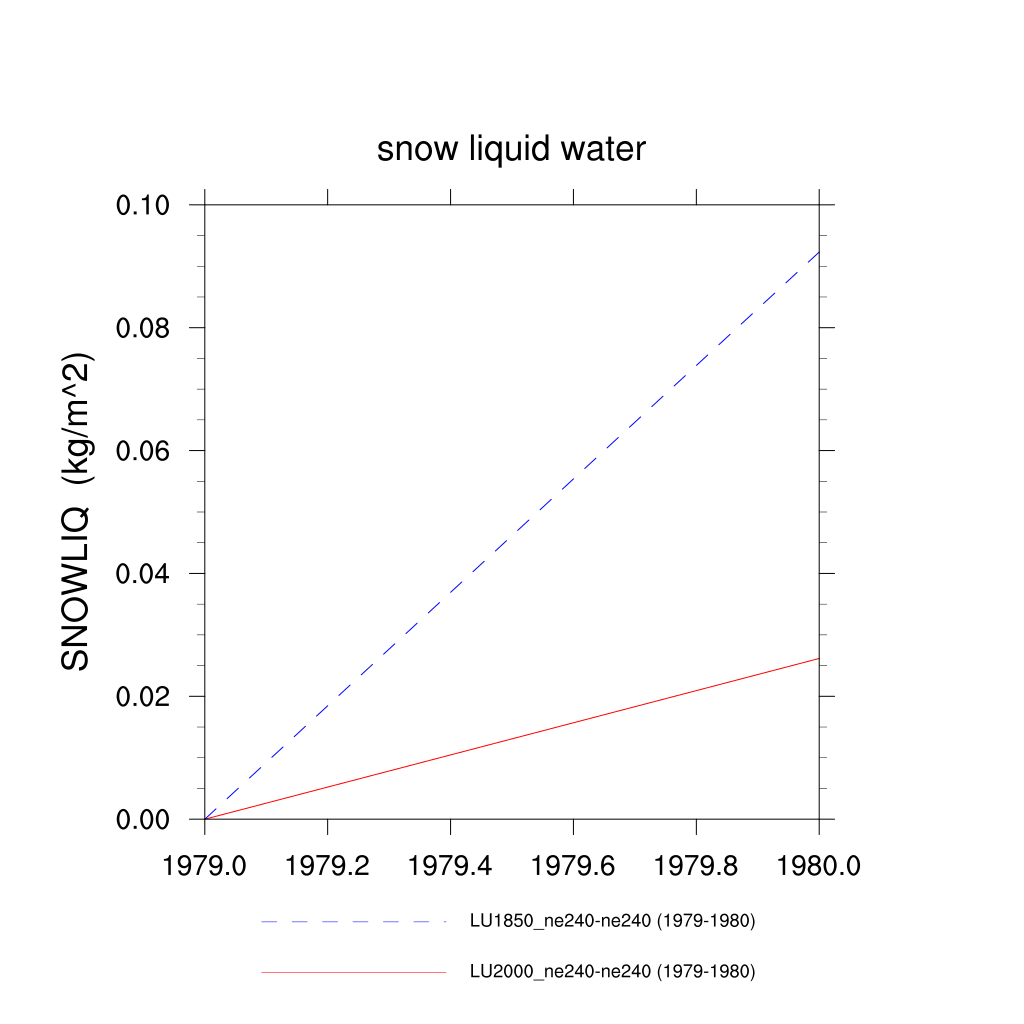 snow liquid water
SNOWLIQ (kg/m^2)
0.10
0.08
0.06
0.04
0.02
0.00
1979.0 1979.2 1979.4 1979.6 1979.8 1980.0
LU1850_ne240-ne240 (1979-1980)
LU2000_ne240-ne240 (1979-1980)